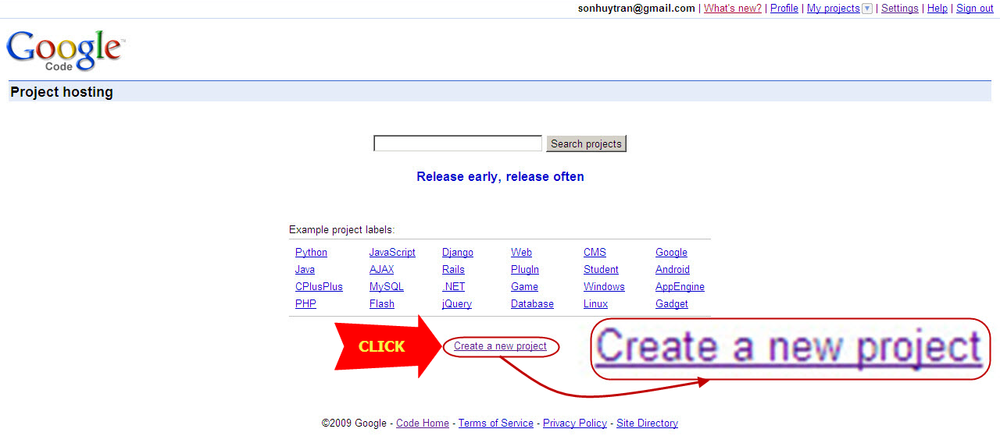 sonhuytran@gmail.com | What's new? | Profile | My projects | Settings | Help | Sign out
Google™
Code
Project hosting
Search projects
Release early, release often
Example project labels:
Python JavaScript Django Web CMS Google
Java AJAX Rails PlugIn Student Android
CPlusPlus MySQL .NET Game Windows AppEngine
PHP Flash jQuery Database Linux Gadget
CLICK Create a new project Create a new project
©2009 Google - Code Home - Terms of Service - Privacy Policy - Site Directory